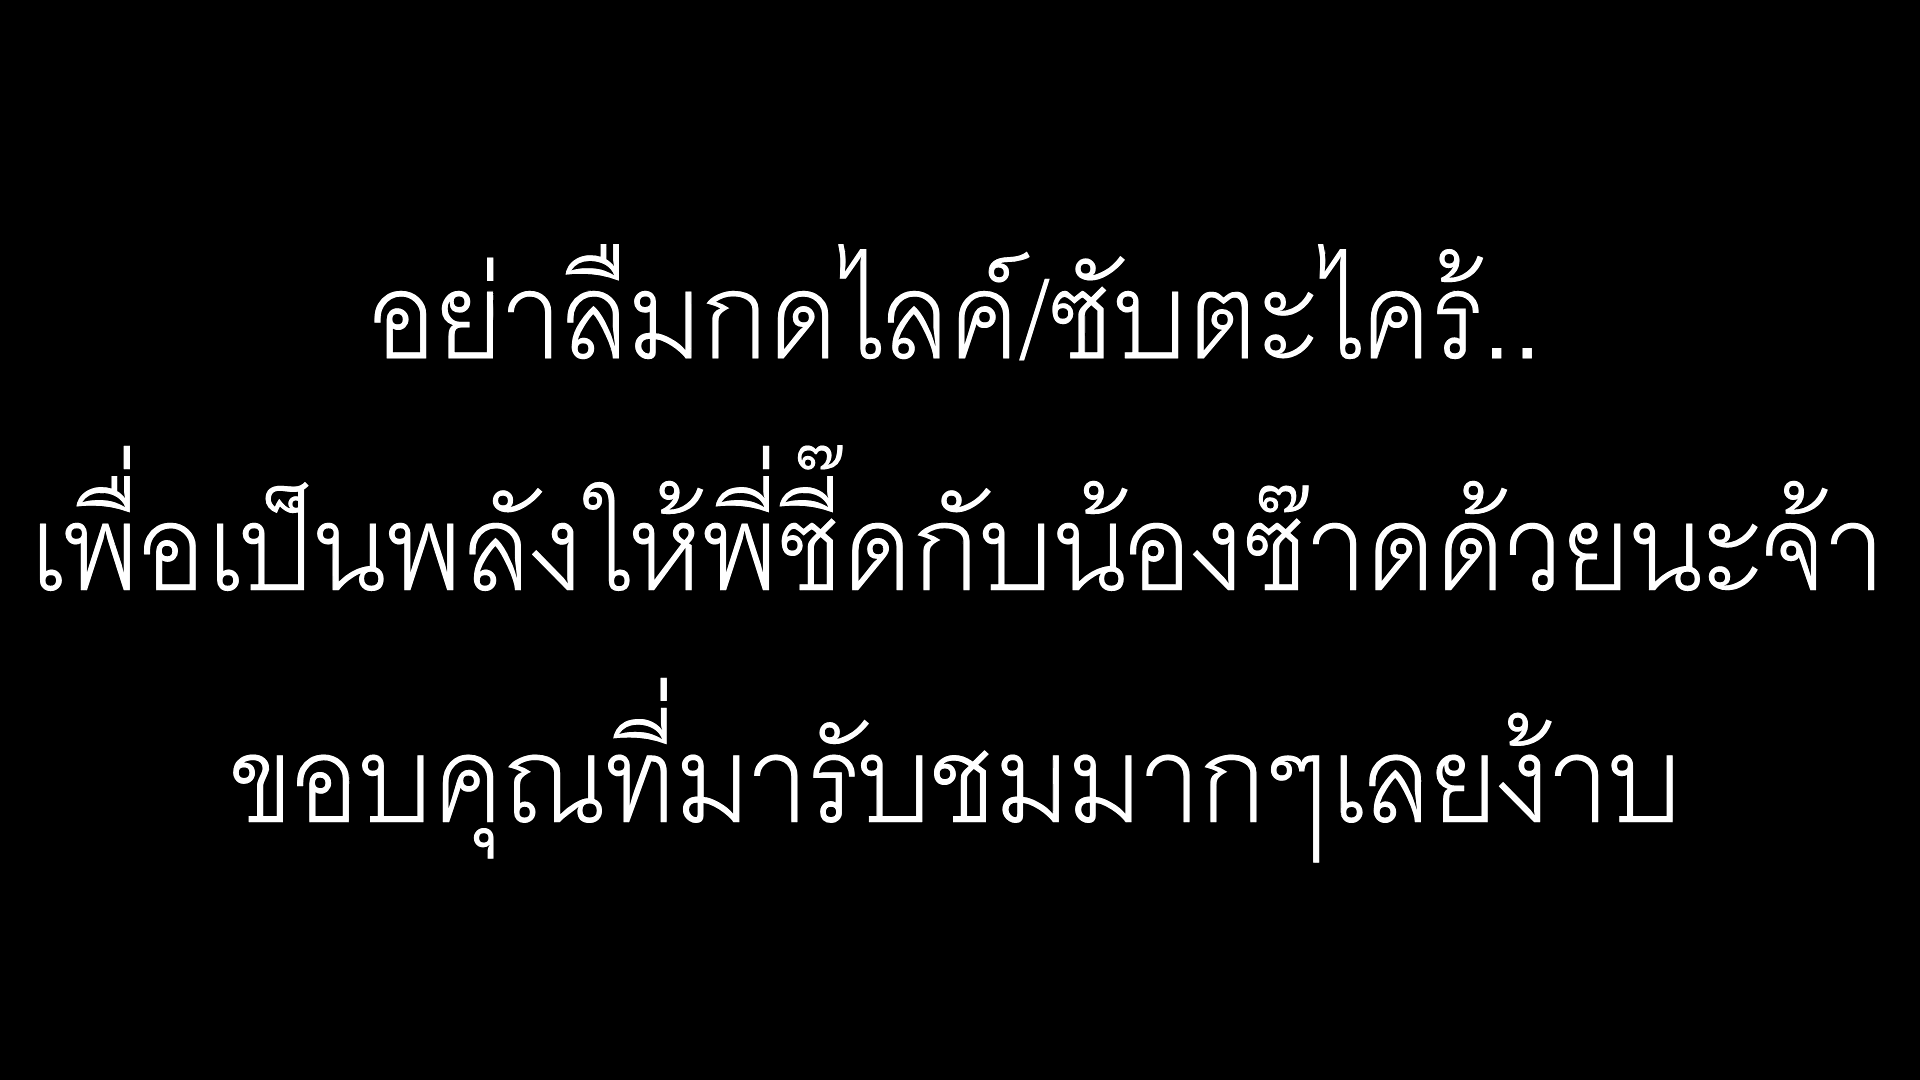 อย่าลืมกดไลค์/ซับตะไคร้..
เพื่อเป็นพลังให้พี่ซี๊ดกับน้องซ๊าดด้วยนะจ้า
ขอบคุณที่มารับชมมากๆเลยง้าบ